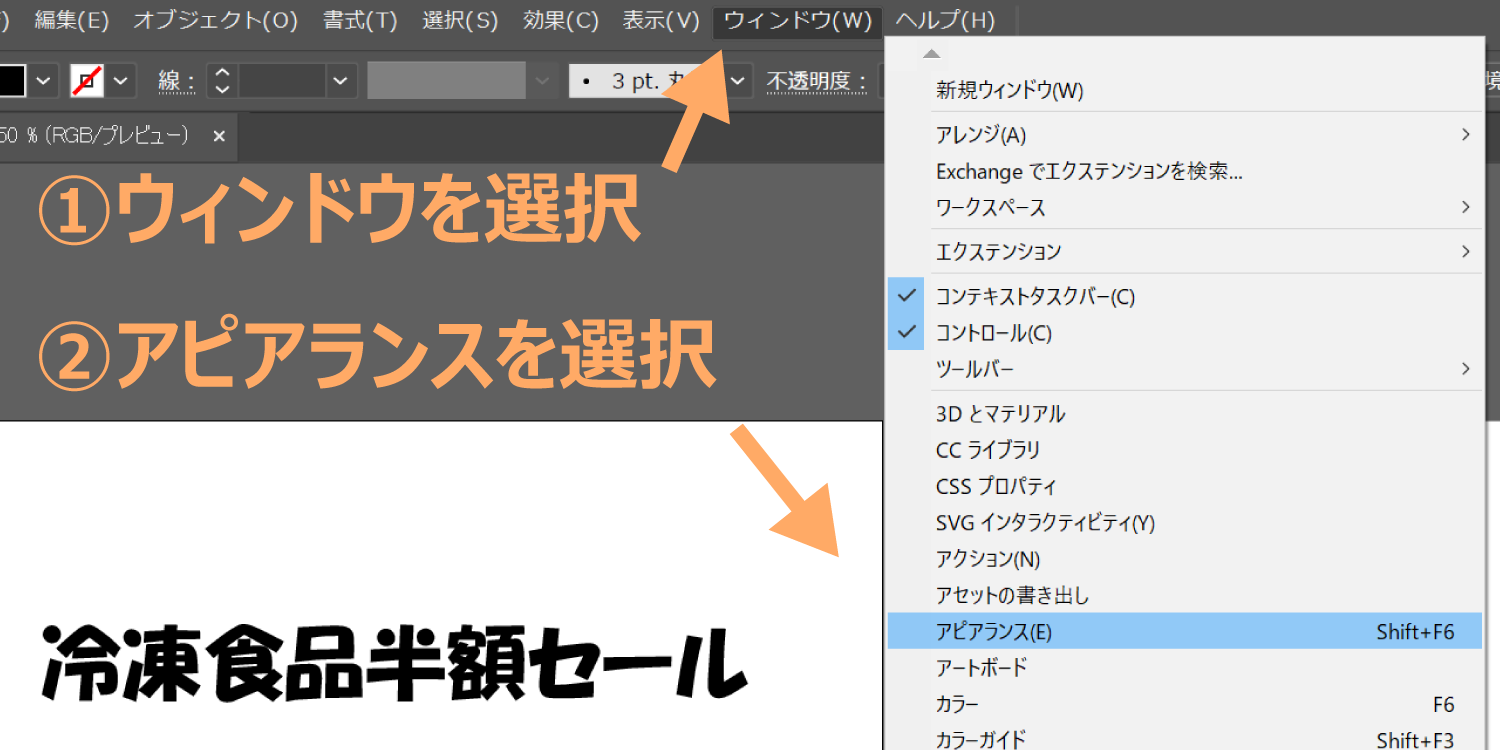 編集(E) オブジェクト(O) 書式(T) 選択(S) 効果(C) 表示(V) ウィンドウ(W) ヘルプ(H)
線: 3 pt. 不透明度:
50 % (RGB/プレビュー) ×
①ウィンドウを選択
②アピアランスを選択
冷凍食品半額セール
新規ウィンドウ(W)
アレンジ(A)
Exchange でエクステンションを検索...
ワークスペース
エクステンション
コンテキストタスクバー(C)
コントロール(C)
ツールバー
3D とマテリアル
CC ライブラリ
CSS プロパティ
SVG インタラクティビティ(Y)
アクション(N)
アセットの書き出し
アピアランス(E) Shift+F6
アートボード
カラー F6
カラーガイド Shift+F3